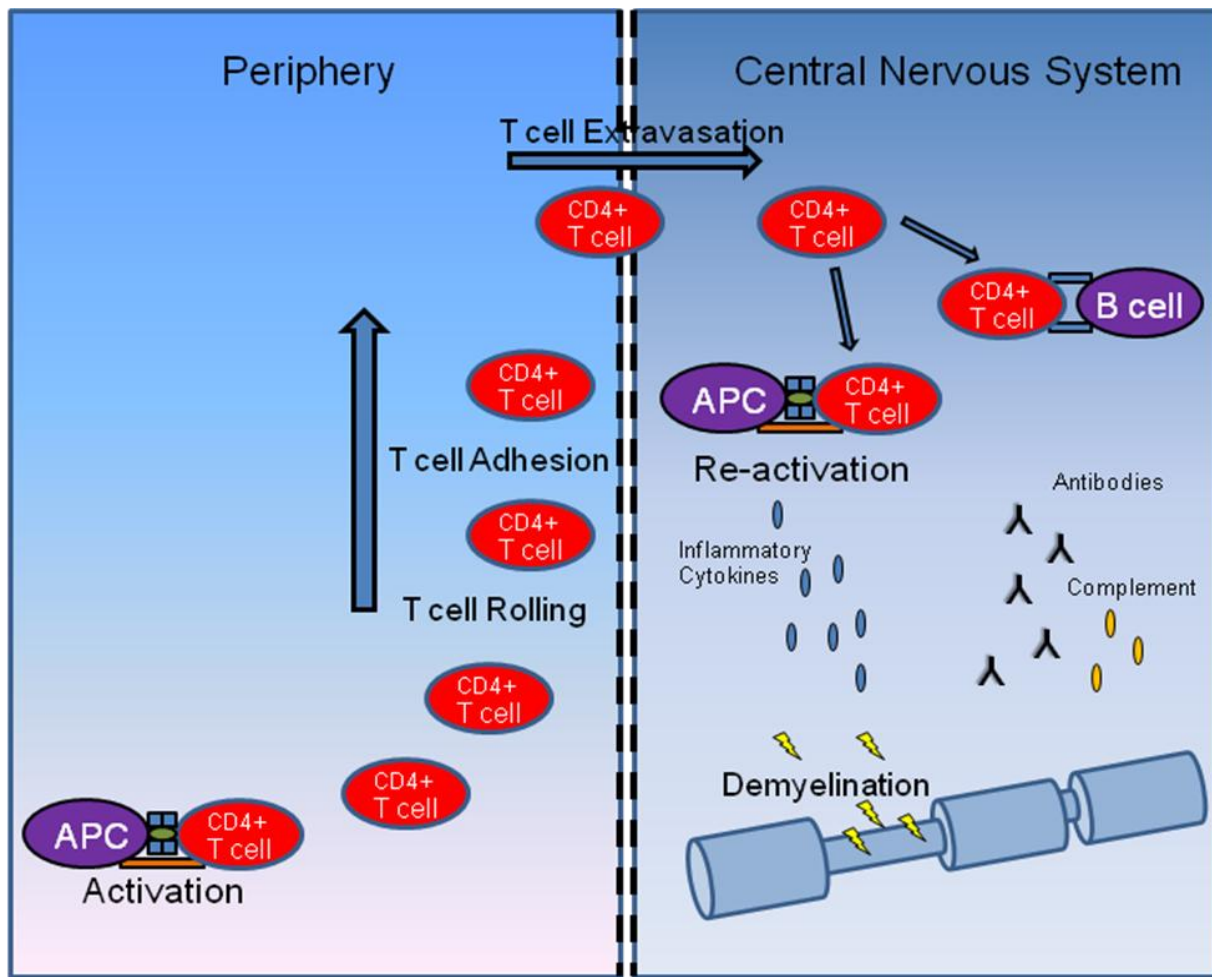 Periphery
Central Nervous System
T cell Extravasation
CD4+
T cell
CD4+
T cell
CD4+
T cell
B cell
CD4+
T cell
APC
CD4+
T cell
T cell Adhesion
Re-activation
CD4+
T cell
Antibodies
Inflammatory
Cytokines
Complement
T cell Rolling
CD4+
T cell
CD4+
T cell
Demyelination
APC
CD4+
T cell
Activation